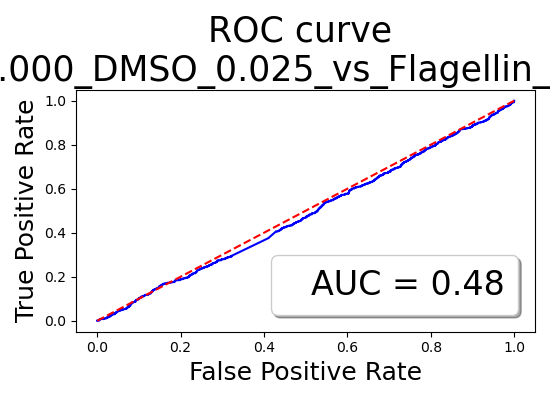 ROC curve
.000_DMSO_0.025_vs_Flagellin_
1.0
0.8
0.6
0.4
0.2
0.0
True Positive Rate
AUC = 0.48
0.0 0.2 0.4 0.6 0.8 1.0
False Positive Rate